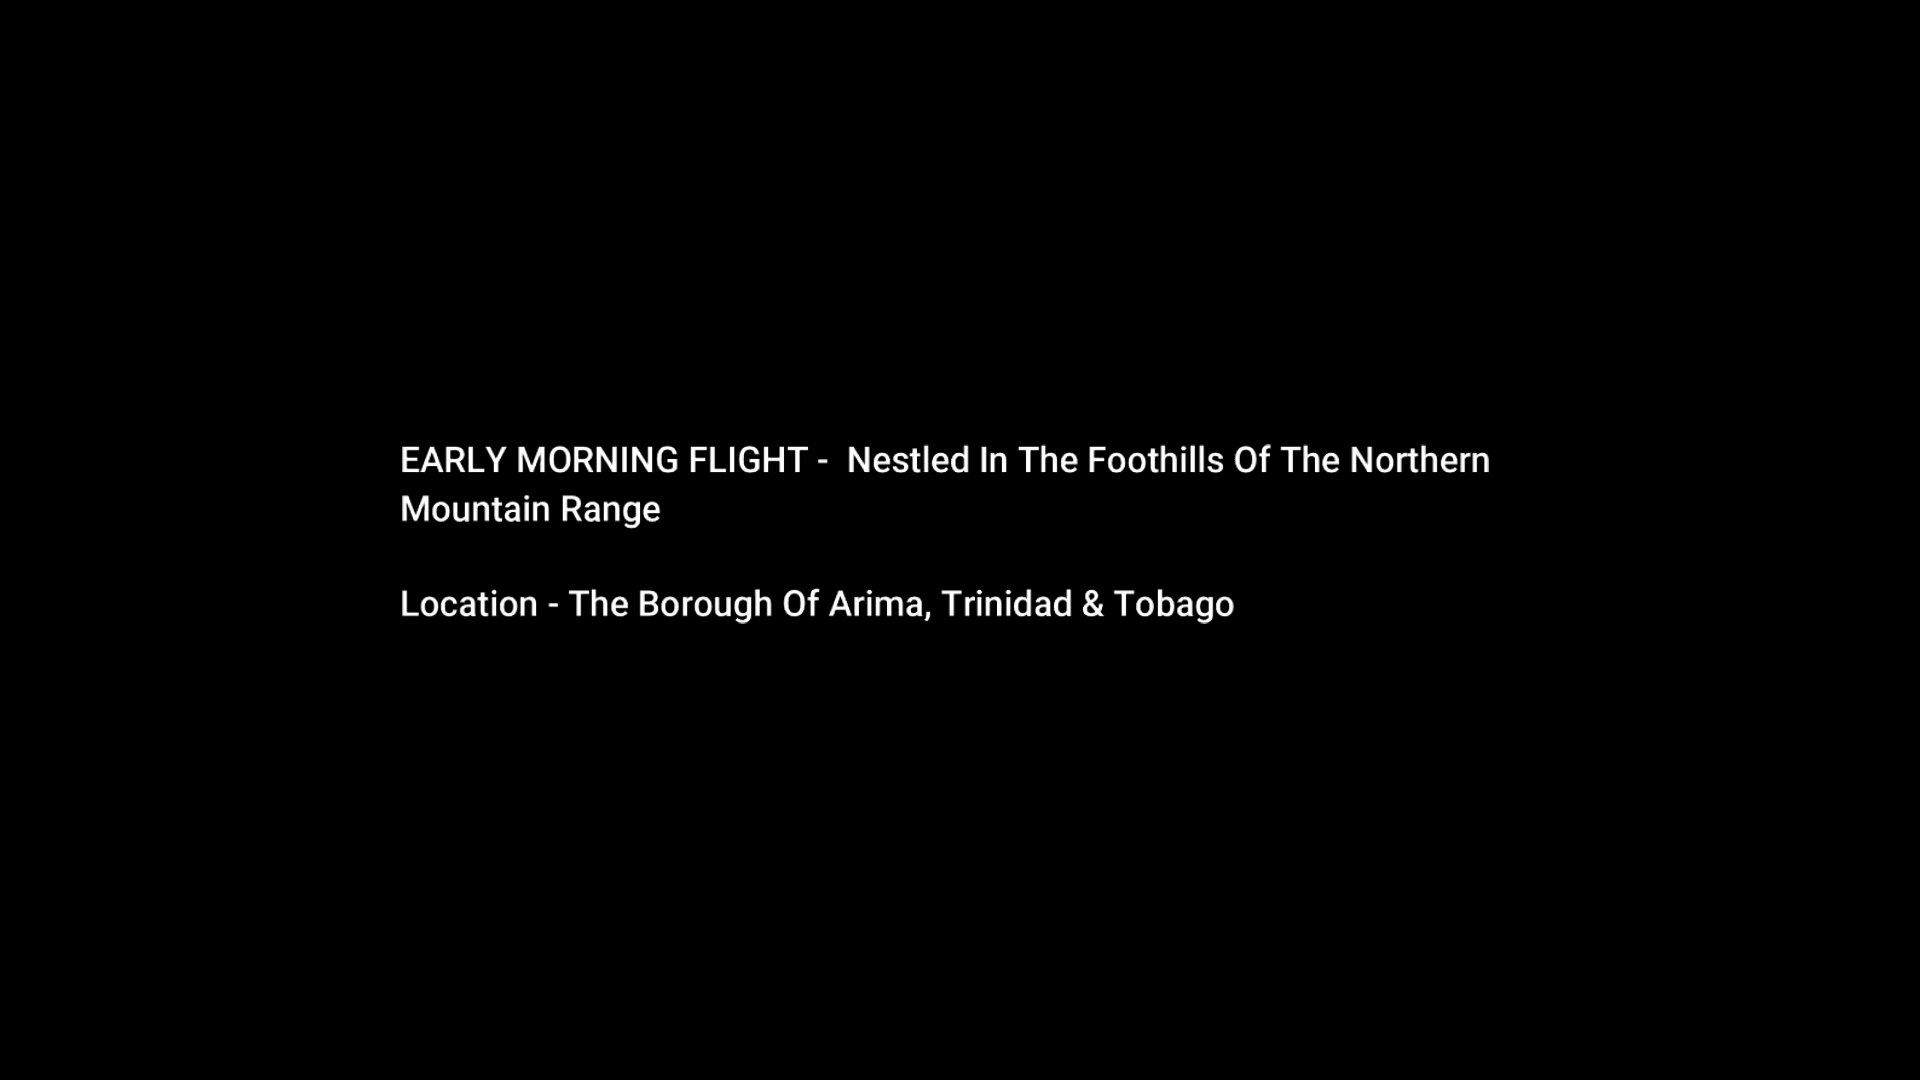 EARLY MORNING FLIGHT -  Nestled In The Foothills Of The Northern
Mountain Range
Location - The Borough Of Arima, Trinidad & Tobago